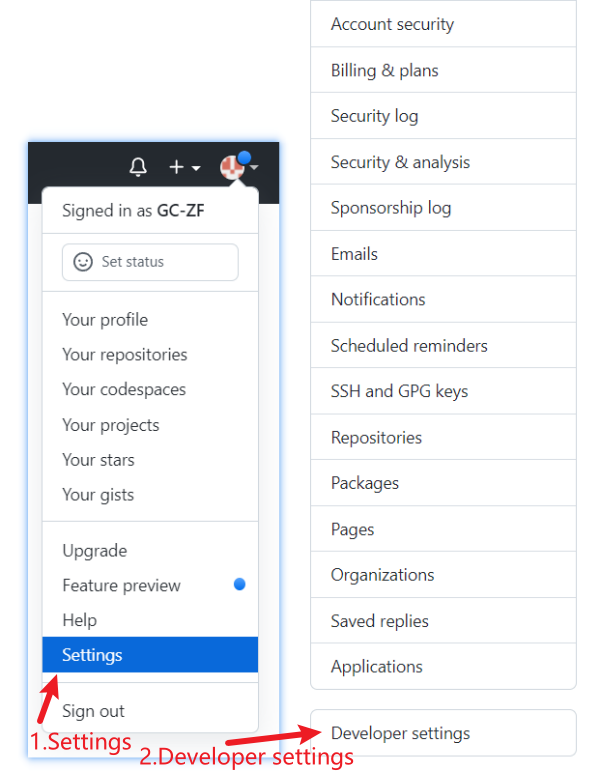 Signed in as GC-ZF
Set status
Your profile
Your repositories
Your codespaces
Your projects
Your stars
Your gists
Upgrade
Feature preview
Help
Settings
Sign out
1.Settings
Account security
Billing & plans
Security log
Security & analysis
Sponsorship log
Emails
Notifications
Scheduled reminders
SSH and GPG keys
Repositories
Packages
Pages
Organizations
Saved replies
Applications
Developer settings
2.Developer settings